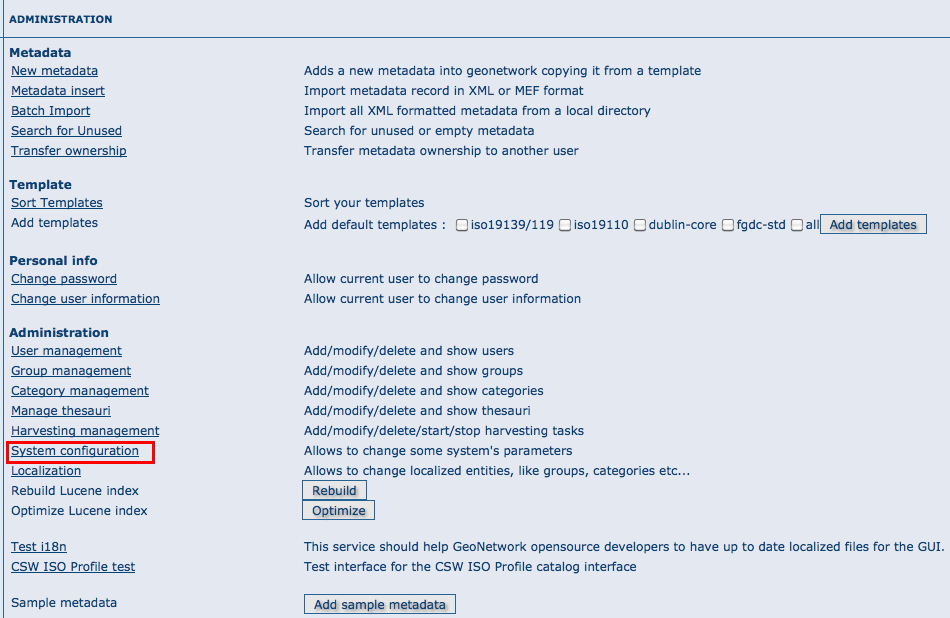 ADMINISTRATION
Metadata
New metadata Adds a new metadata into geonetwork copying it from a template
Metadata insert Import metadata record in XML or MEF format
Batch Import Import all XML formatted metadata from a local directory
Search for Unused Search for unused or empty metadata
Transfer ownership Transfer metadata ownership to another user
Template
Sort Templates Sort your templates
Add templates Add default templates : iso19139/119 iso19110 dublin-core fgdc-std all Add templates
Personal info
Change password Allow current user to change password
Change user information Allow current user to change user information
Administration
User management Add/modify/delete and show users
Group management Add/modify/delete and show groups
Category management Add/modify/delete and show categories
Manage thesauri Add/modify/delete and show thesauri
Harvesting management Add/modify/delete/start/stop harvesting tasks
System configuration Allows to change some system's parameters
Localization Allows to change localized entities, like groups, categories etc...
Rebuild Lucene index Rebuild
Optimize Lucene index Optimize
Test i18n This service should help GeoNetwork opensource developers to have up to date localized files for the GUI.
CSW ISO Profile test Test interface for the CSW ISO Profile catalog interface
Sample metadata Add sample metadata